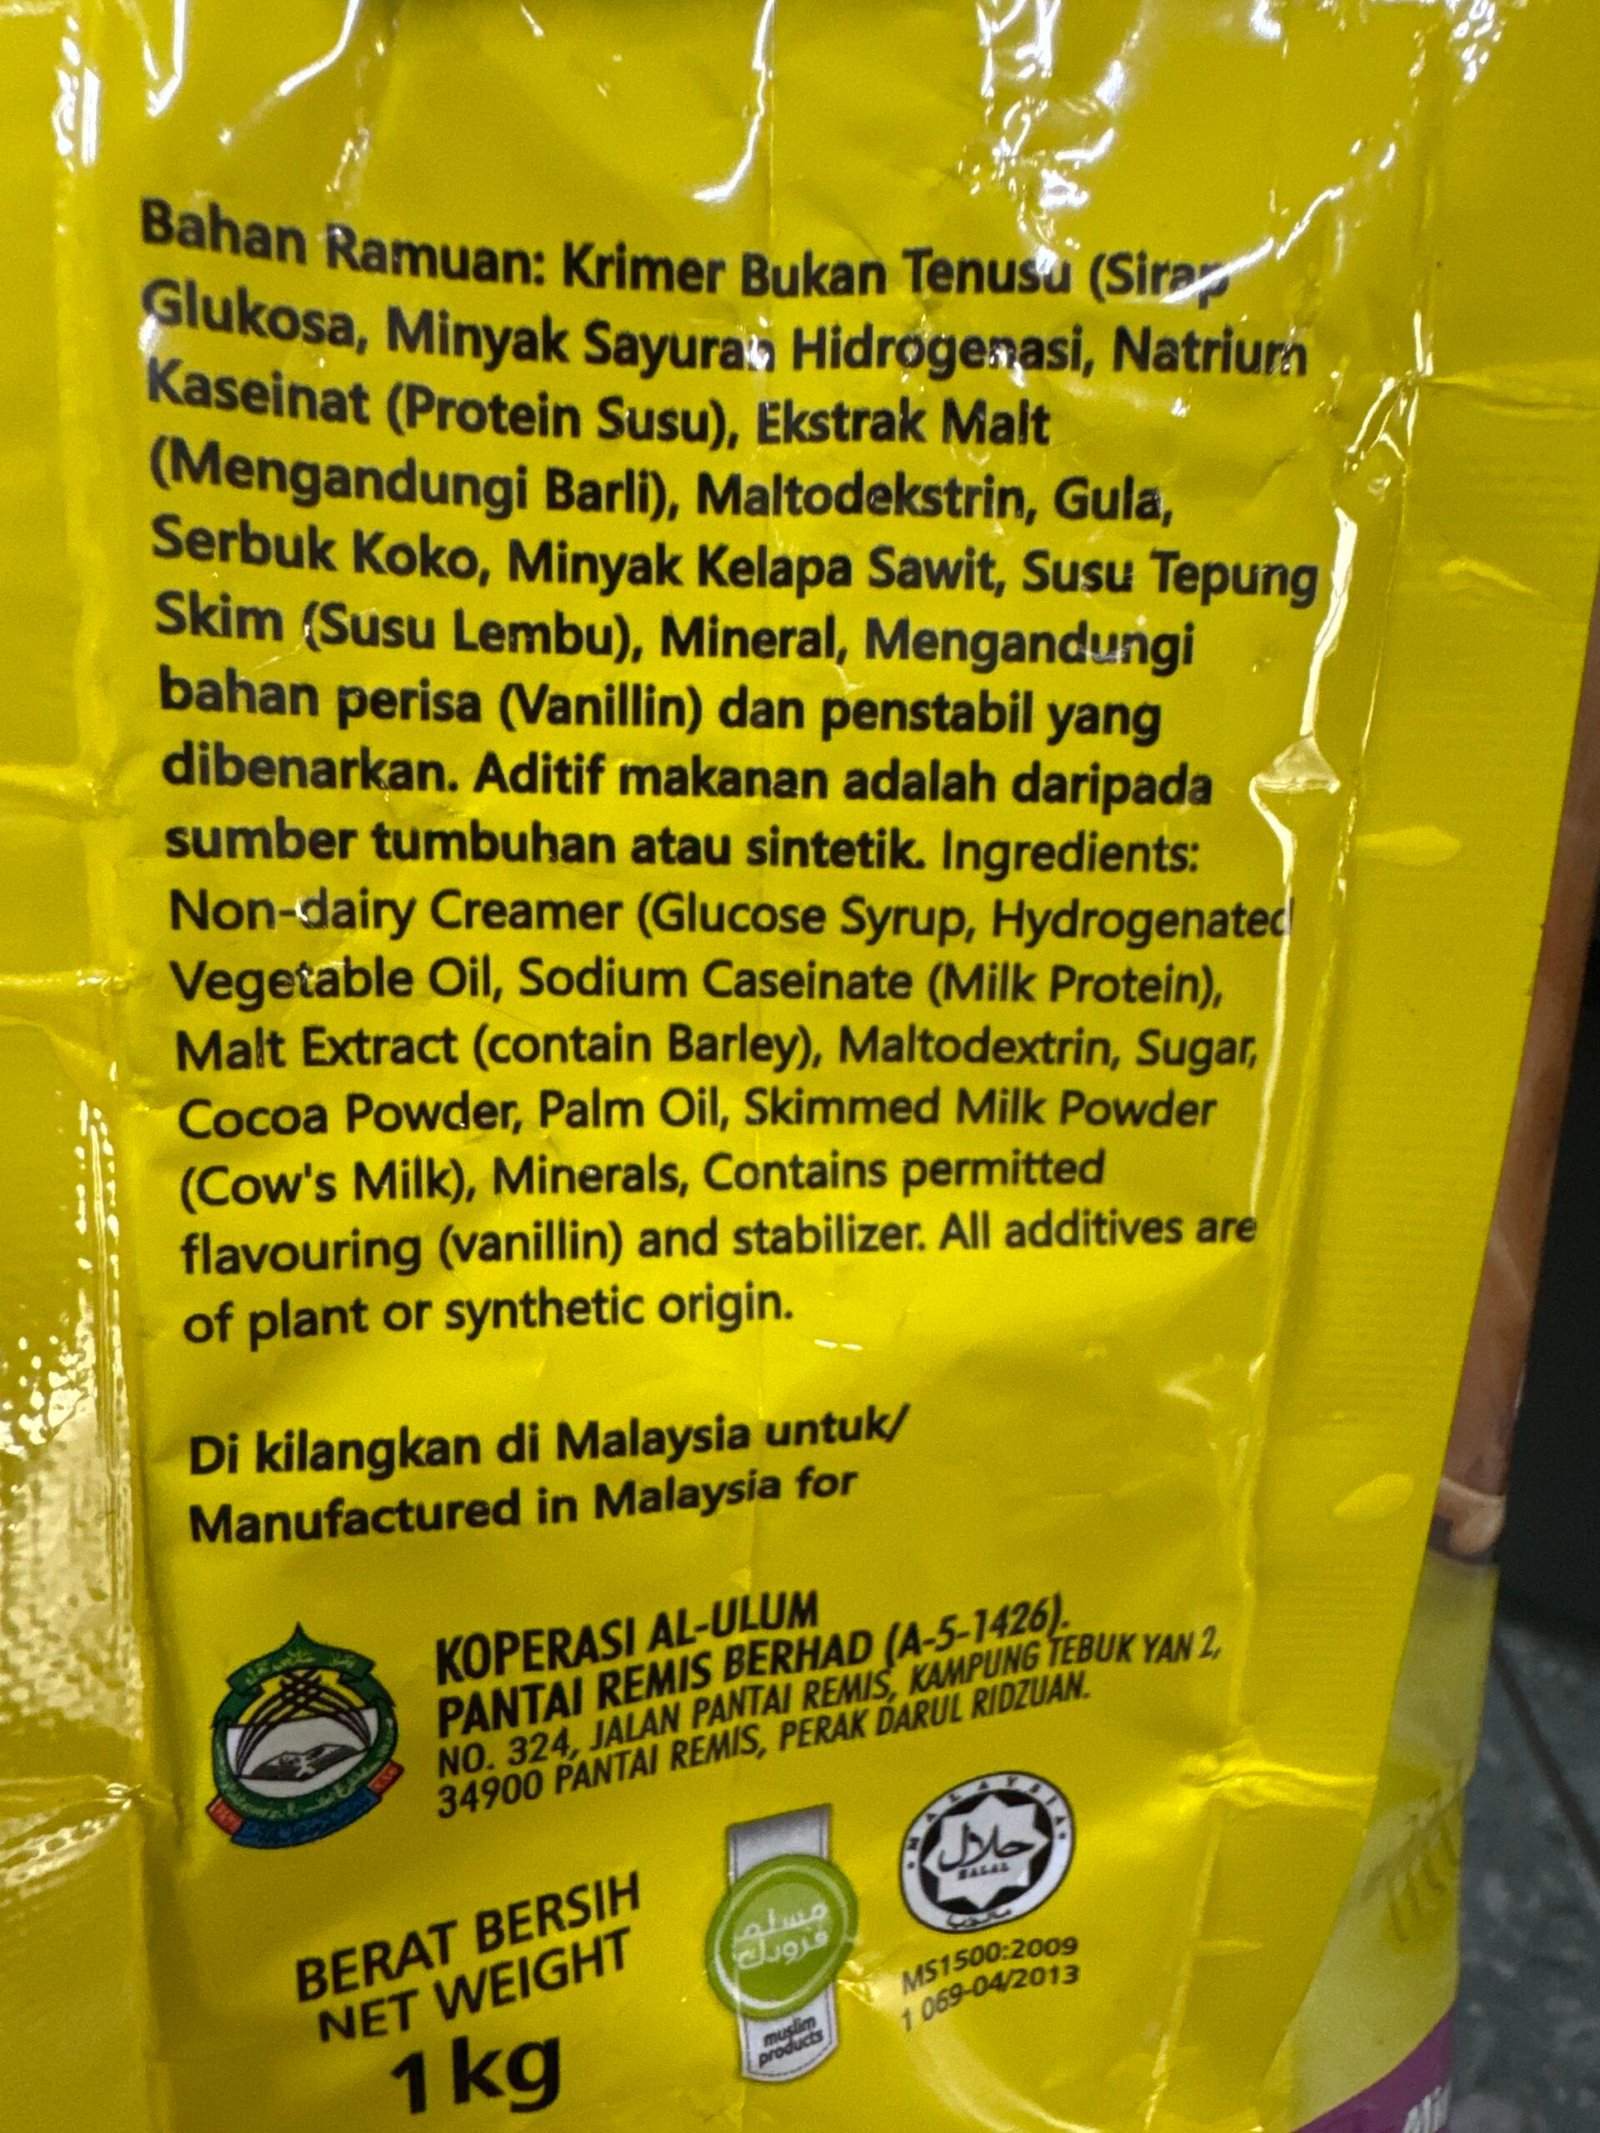 Bahan Ramuan: Krimer Bukan Tenusu (Sirap
Glukosa, Minyak Sayuran Hidrogenasi, Natrium
Kaseinat (Protein Susu), Ekstrak Malt
(Mengandungi Barli), Maltodekstrin, Gula,
Serbuk Koko, Minyak Kelapa Sawit, Susu Tepung
Skim (Susu Lembu), Mineral, Mengandungi
bahan perisa (Vanillin) dan penstabil yang
dibenarkan. Aditif makanan adalah daripada
sumber tumbuhan atau sintetik. Ingredients:
Non-dairy Creamer (Glucose Syrup, Hydrogenated
Vegetable Oil, Sodium Caseinate (Milk Protein),
Malt Extract (contain Barley), Maltodextrin, Sugar,
Cocoa Powder, Palm Oil, Skimmed Milk Powder
(Cow's Milk), Minerals, Contains permitted
flavouring (vanillin) and stabilizer. All additives are
of plant or synthetic origin.
Di kilangkan di Malaysia untuk/
Manufactured in Malaysia for
KOPERASI AL-ULUM
PANTAI REMIS BERHAD (A-5-1426).
NO. 324, JALAN PANTAI REMIS, KAMPUNG TEBUK YAN 2,
34900 PANTAI REMIS, PERAK DARUL RIDZUAN.
BERAT BERSIH
NET WEIGHT
1kg
مسلم
فرودك
muslim
products
MALAYSIA
حلال
HALAL
مليسيا
MS1500:2009
1 069-04/2013